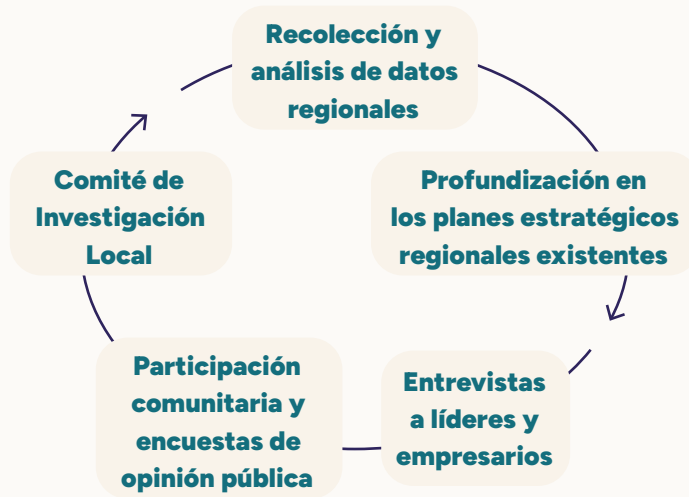 Recolección y
análisis de datos
regionales
Profundización en
los planes estratégicos
regionales existentes
Entrevistas
a líderes y
empresarios
Participación
comunitaria y
encuestas de
opinión pública
Comité de
Investigación
Local